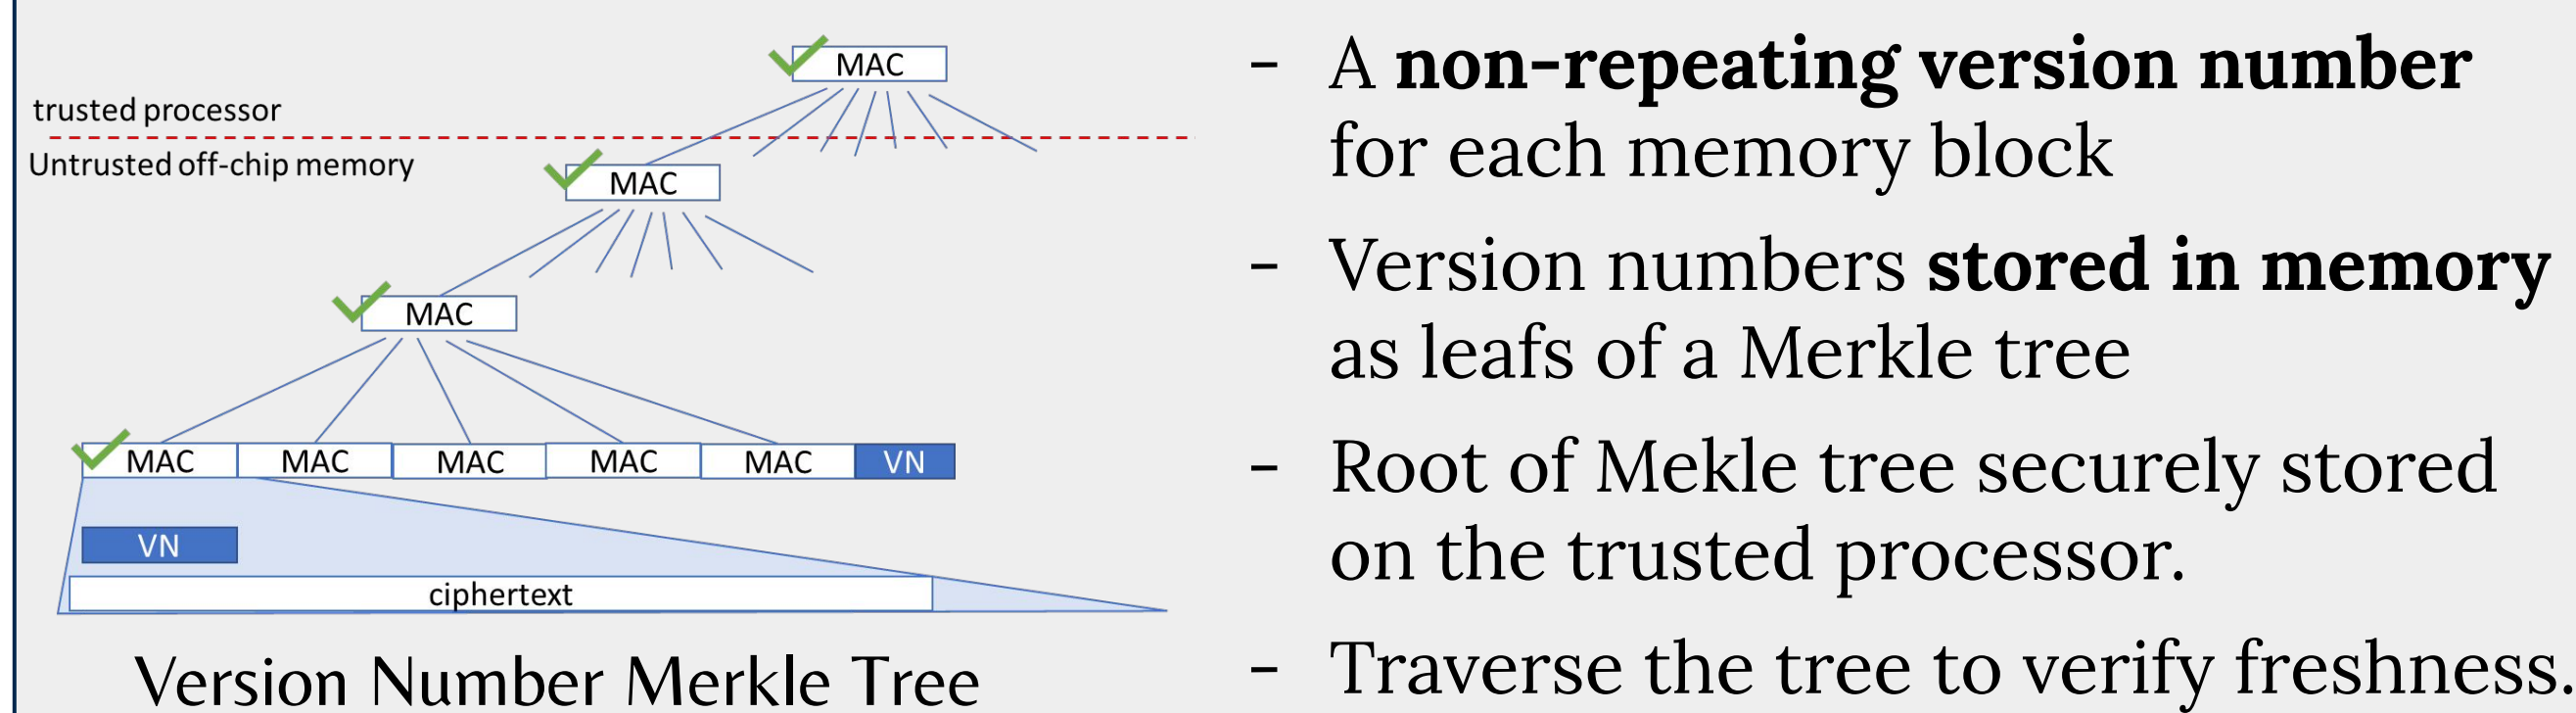 MAC
trusted processor
Untrusted off-chip memory
MAC
MAC
MAC MAC MAC MAC MAC VN
VN
ciphertext
Version Number Merkle Tree
- A non-repeating version number
for each memory block
- Version numbers stored in memory
as leafs of a Merkle tree
- Root of Mekle tree securely stored
on the trusted processor.
- Traverse the tree to verify freshness.